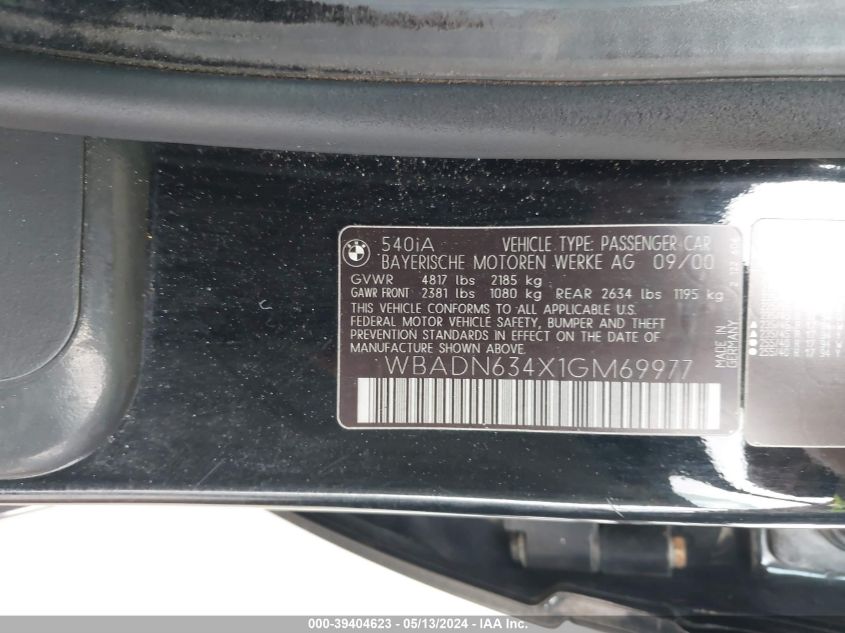 540iA VEHICLE TYPE: PASSENGER CAR
BAYERISCHE MOTOREN WERKE AG 09/00
GVWR 4817 lbs 2185 kg
GAWR FRONT 2381 lbs 1080 kg REAR 2634 lbs 1195 kg
THIS VEHICLE CONFORMS TO ALL APPLICABLE U.S.
FEDERAL MOTOR VEHICLE SAFETY, BUMPER AND THEFT
PREVENTION STANDARDS IN EFFECT ON THE DATE OF
MANUFACTURE SHOWN ABOVE.
WBADN634X1GM69977
MADE IN
GERMANY
000-39404623 - 05/13/2024 - IAA Inc.